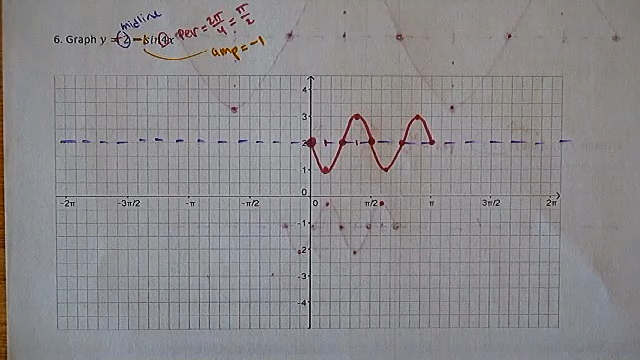 midline
per = 2π/4 = π/2
6. Graph y = 2 - sin 4x
amp = -1
4
3
2
1
0
-2π -3π/2 -π -π/2 0 π/2 π 3π/2 2π
-1
-2
-3
-4